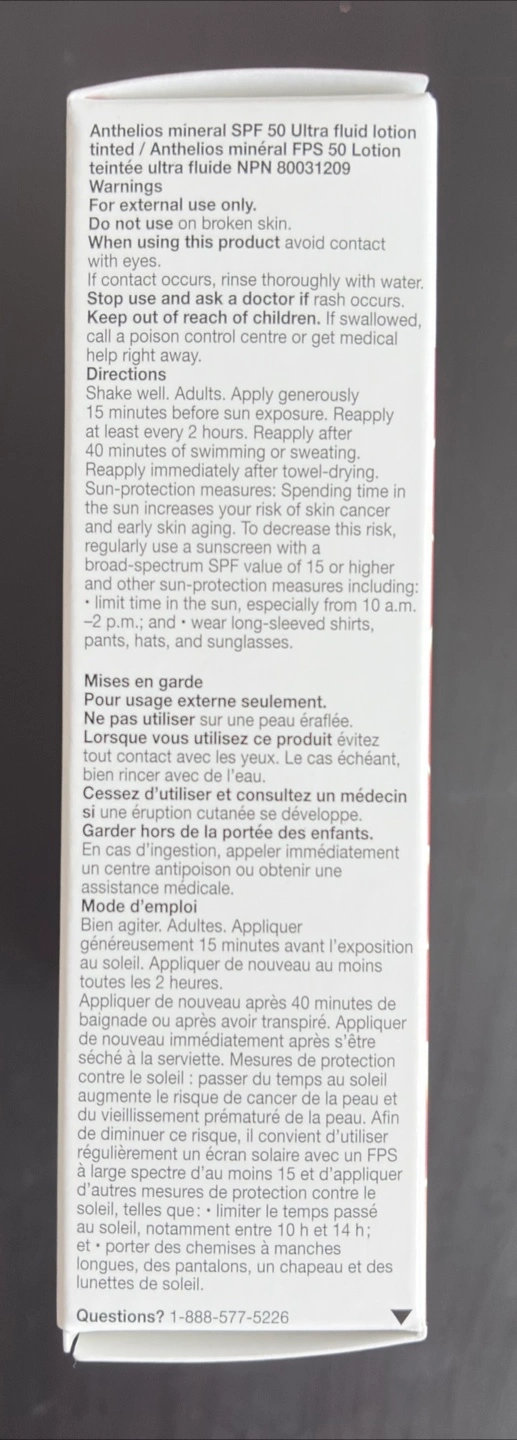 Anthelios mineral SPF 50 Ultra fluid lotion
tinted / Anthelios minéral FPS 50 Lotion
teintée ultra fluide NPN 80031209
Warnings
For external use only.
Do not use on broken skin.
When using this product avoid contact
with eyes.
If contact occurs, rinse thoroughly with water.
Stop use and ask a doctor if rash occurs.
Keep out of reach of children. If swallowed,
call a poison control centre or get medical
help right away.
Directions
Shake well. Adults. Apply generously
15 minutes before sun exposure. Reapply
at least every 2 hours. Reapply after
40 minutes of swimming or sweating.
Reapply immediately after towel-drying.
Sun-protection measures: Spending time in
the sun increases your risk of skin cancer
and early skin aging. To decrease this risk,
regularly use a sunscreen with a
broad-spectrum SPF value of 15 or higher
and other sun-protection measures including:
• limit time in the sun, especially from 10 a.m.
–2 p.m.; and • wear long-sleeved shirts,
pants, hats, and sunglasses.
Mises en garde
Pour usage externe seulement.
Ne pas utiliser sur une peau éraflée.
Lorsque vous utilisez ce produit évitez
tout contact avec les yeux. Le cas échéant,
bien rincer avec de l'eau.
Cessez d'utiliser et consultez un médecin
si une éruption cutanée se développe.
Garder hors de la portée des enfants.
En cas d'ingestion, appeler immédiatement
un centre antipoison ou obtenir une
assistance médicale.
Mode d'emploi
Bien agiter. Adultes. Appliquer
généreusement 15 minutes avant l'exposition
au soleil. Appliquer de nouveau au moins
toutes les 2 heures.
Appliquer de nouveau après 40 minutes de
baignade ou après avoir transpiré. Appliquer
de nouveau immédiatement après s'être
séché à la serviette. Mesures de protection
contre le soleil : passer du temps au soleil
augmente le risque de cancer de la peau et
du vieillissement prématuré de la peau. Afin
de diminuer ce risque, il convient d'utiliser
régulièrement un écran solaire avec un FPS
à large spectre d'au moins 15 et d'appliquer
d'autres mesures de protection contre le
soleil, telles que : • limiter le temps passé
au soleil, notamment entre 10 h et 14 h ;
et • porter des chemises à manches
longues, des pantalons, un chapeau et des
lunettes de soleil.
Questions? 1-888-577-5226